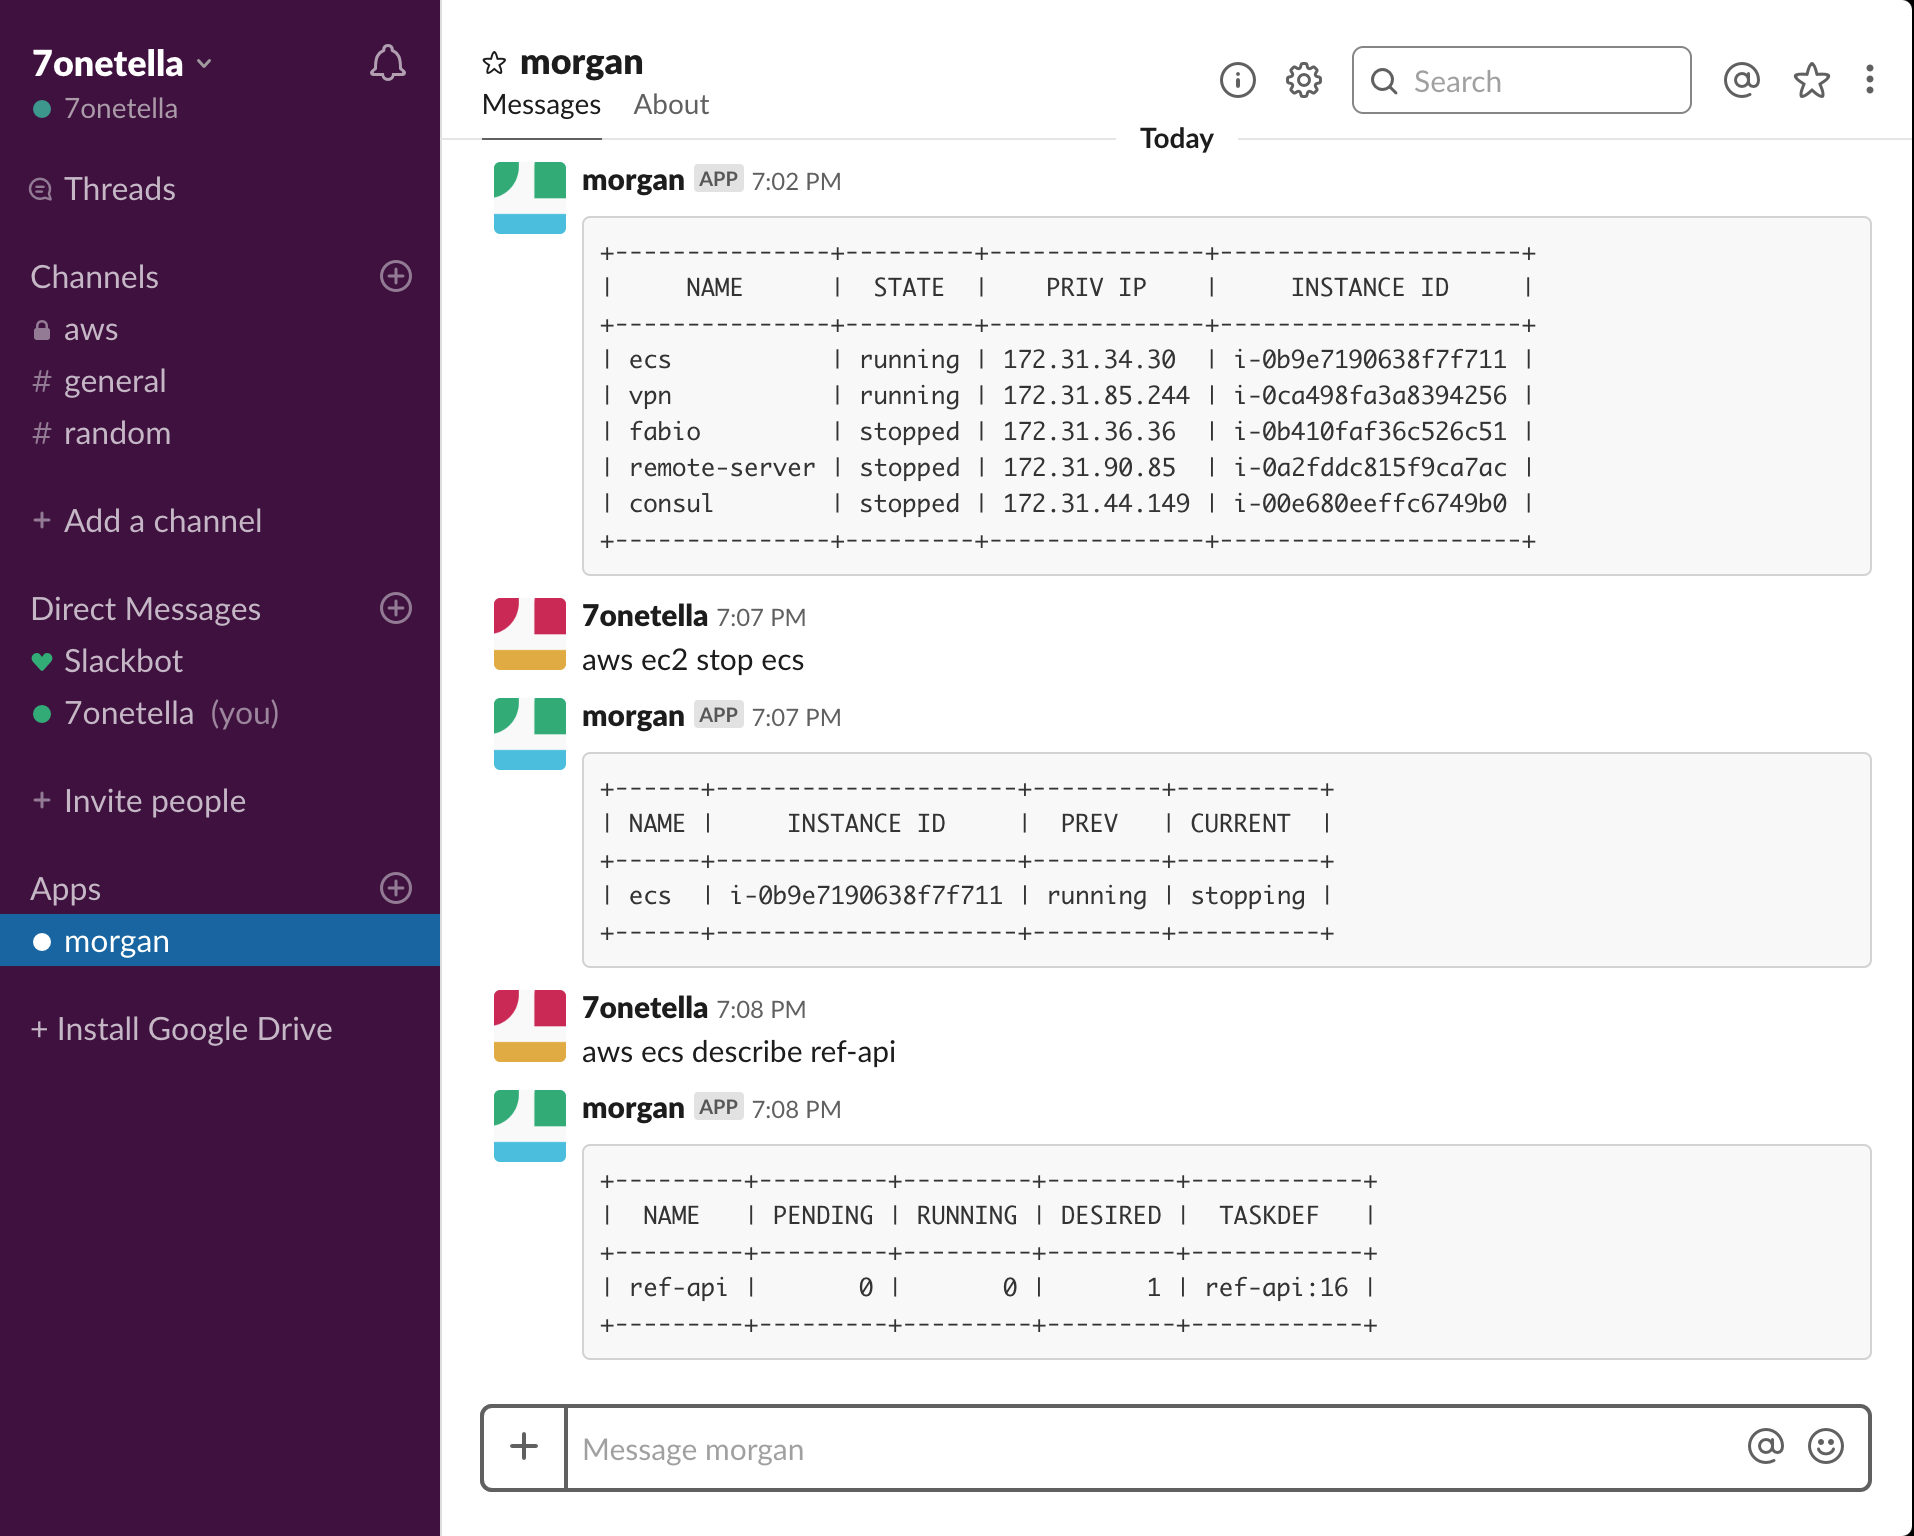 7onetella
7onetella
Threads
Channels
aws
# general
# random
+ Add a channel
Direct Messages
Slackbot
7onetella (you)
+ Invite people
Apps
morgan
+ Install Google Drive
morgan
Messages About
Search
Today
morgan APP 7:02 PM
+---------------+---------+---------------+---------------------+
|     NAME      |  STATE  |    PRIV IP    |     INSTANCE ID     |
+---------------+---------+---------------+---------------------+
| ecs           | running | 172.31.34.30  | i-0b9e7190638f7f711 |
| vpn           | running | 172.31.85.244 | i-0ca498fa3a8394256 |
| fabio         | stopped | 172.31.36.36  | i-0b410faf36c526c51 |
| remote-server | stopped | 172.31.90.85  | i-0a2fddc815f9ca7ac |
| consul        | stopped | 172.31.44.149 | i-00e680eeffc6749b0 |
+---------------+---------+---------------+---------------------+
7onetella 7:07 PM
aws ec2 stop ecs
morgan APP 7:07 PM
+------+---------------------+---------+----------+
| NAME |     INSTANCE ID     |  PREV   | CURRENT  |
+------+---------------------+---------+----------+
| ecs  | i-0b9e7190638f7f711 | running | stopping |
+------+---------------------+---------+----------+
7onetella 7:08 PM
aws ecs describe ref-api
morgan APP 7:08 PM
+---------+---------+---------+---------+------------+
|  NAME   | PENDING | RUNNING | DESIRED |  TASKDEF   |
+---------+---------+---------+---------+------------+
| ref-api |       0 |       0 |       1 | ref-api:16 |
+---------+---------+---------+---------+------------+
Message morgan